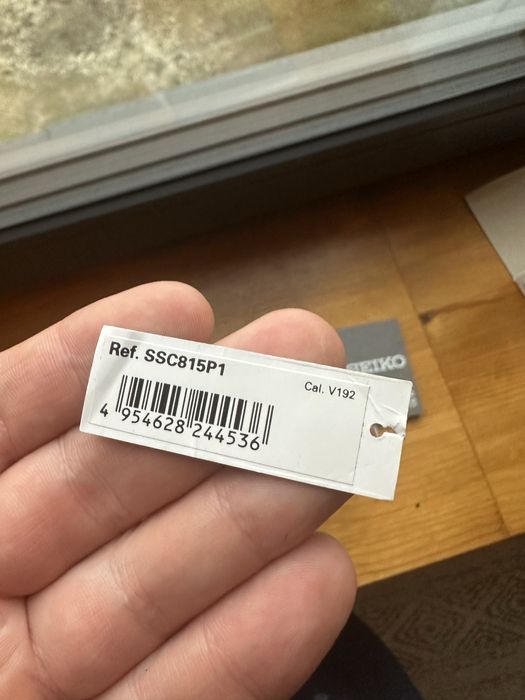 Ref. SSC815P1
Cal. V192
4 954628 244536
SEIKO